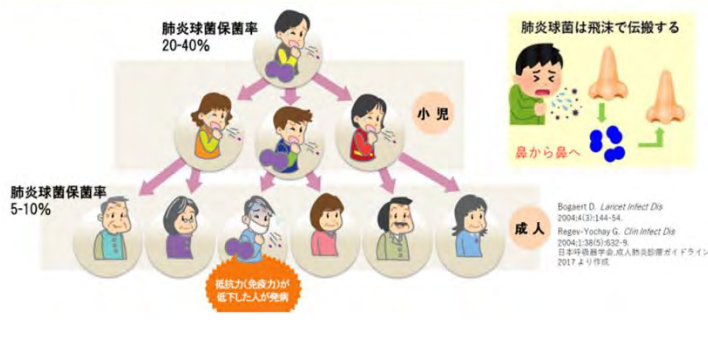 肺炎球菌保菌率
20-40%
肺炎球菌は飛沫で伝搬する
鼻から鼻へ
小児
肺炎球菌保菌率
5-10%
成人
抵抗力(免疫力)が
低下した人が発病
Bogaert D. Lancet Infect Dis
2004;4(3):144-54.
Regev-Yochay G. Clin Infect Dis
2004;1;38(5):632-9.
日本呼吸器学会.成人肺炎診療ガイドライン
2017より作成